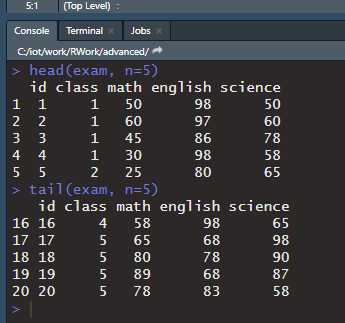 5:1 (Top Level)
Console Terminal × Jobs ×
C:/iot/work/RWork/advanced/
> head(exam, n=5)
id class math english science
1 1 1 50 98 50
2 2 1 60 97 60
3 3 1 45 86 78
4 4 1 30 98 58
5 5 2 25 80 65
> tail(exam, n=5)
id class math english science
16 16 4 58 98 65
17 17 5 65 68 98
18 18 5 80 78 90
19 19 5 89 68 87
20 20 5 78 83 58
>